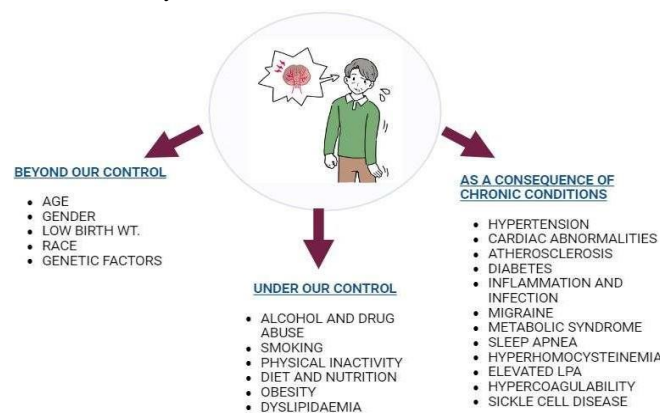 BEYOND OUR CONTROL
• AGE
• GENDER
• LOW BIRTH WT.
• RACE
• GENETIC FACTORS
UNDER OUR CONTROL
• ALCOHOL AND DRUG
ABUSE
• SMOKING
• PHYSICAL INACTIVITY
• DIET AND NUTRITION
• OBESITY
• DYSLIPIDAEMIA
AS A CONSEQUENCE OF
CHRONIC CONDITIONS
• HYPERTENSION
• CARDIAC ABNORMALITIES
• ATHEROSCLEROSIS
• DIABETES
• INFLAMMATION AND
INFECTION
• MIGRAINE
• METABOLIC SYNDROME
• SLEEP APNEA
• HYPERHOMOCYSTEINEMIA
• ELEVATED LPA
• HYPERCOAGULABILITY
• SICKLE CELL DISEASE